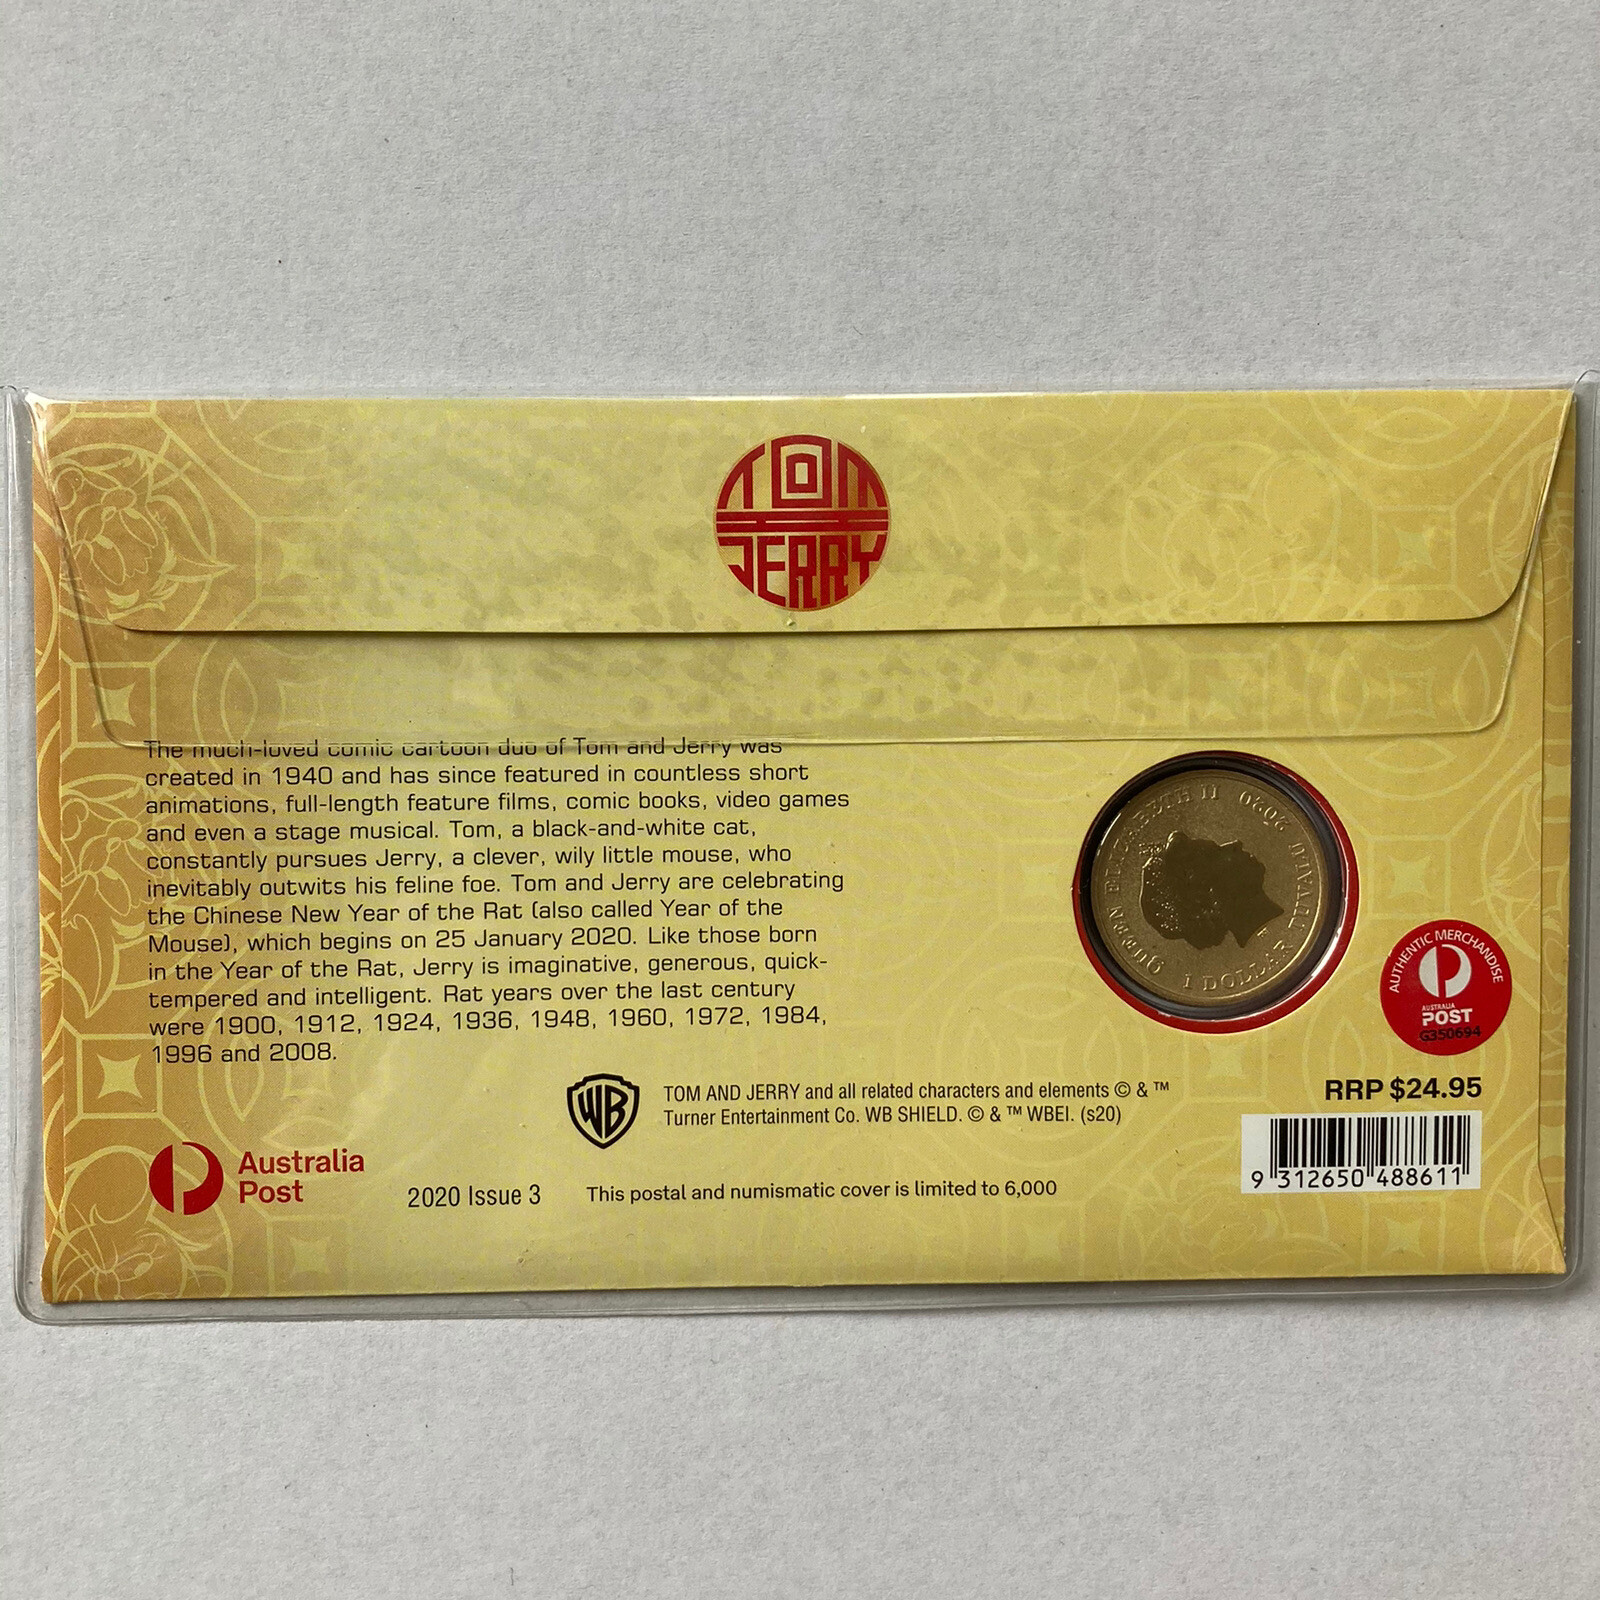 TOM
JERRY
The much-loved comic cartoon duo of Tom and Jerry was
created in 1940 and has since featured in countless short
animations, full-length feature films, comic books, video games
and even a stage musical. Tom, a black-and-white cat,
constantly pursues Jerry, a clever, wily little mouse, who
inevitably outwits his feline foe. Tom and Jerry are celebrating
the Chinese New Year of the Rat (also called Year of the
Mouse), which begins on 25 January 2020. Like those born
in the Year of the Rat, Jerry is imaginative, generous, quick-
tempered and intelligent. Rat years over the last century
were 1900, 1912, 1924, 1936, 1948, 1960, 1972, 1984,
1996 and 2008.
QUEEN ELIZABETH II 2020 TUVALU
1 DOLLAR
AUTHENTIC MERCHANDISE
AUSTRALIA
POST
G350694
WB
TOM AND JERRY and all related characters and elements © & ™
Turner Entertainment Co. WB SHIELD. © & ™ WBEI. (s20)
RRP $24.95
9 312650 488611
Australia
Post
2020 Issue 3
This postal and numismatic cover is limited to 6,000